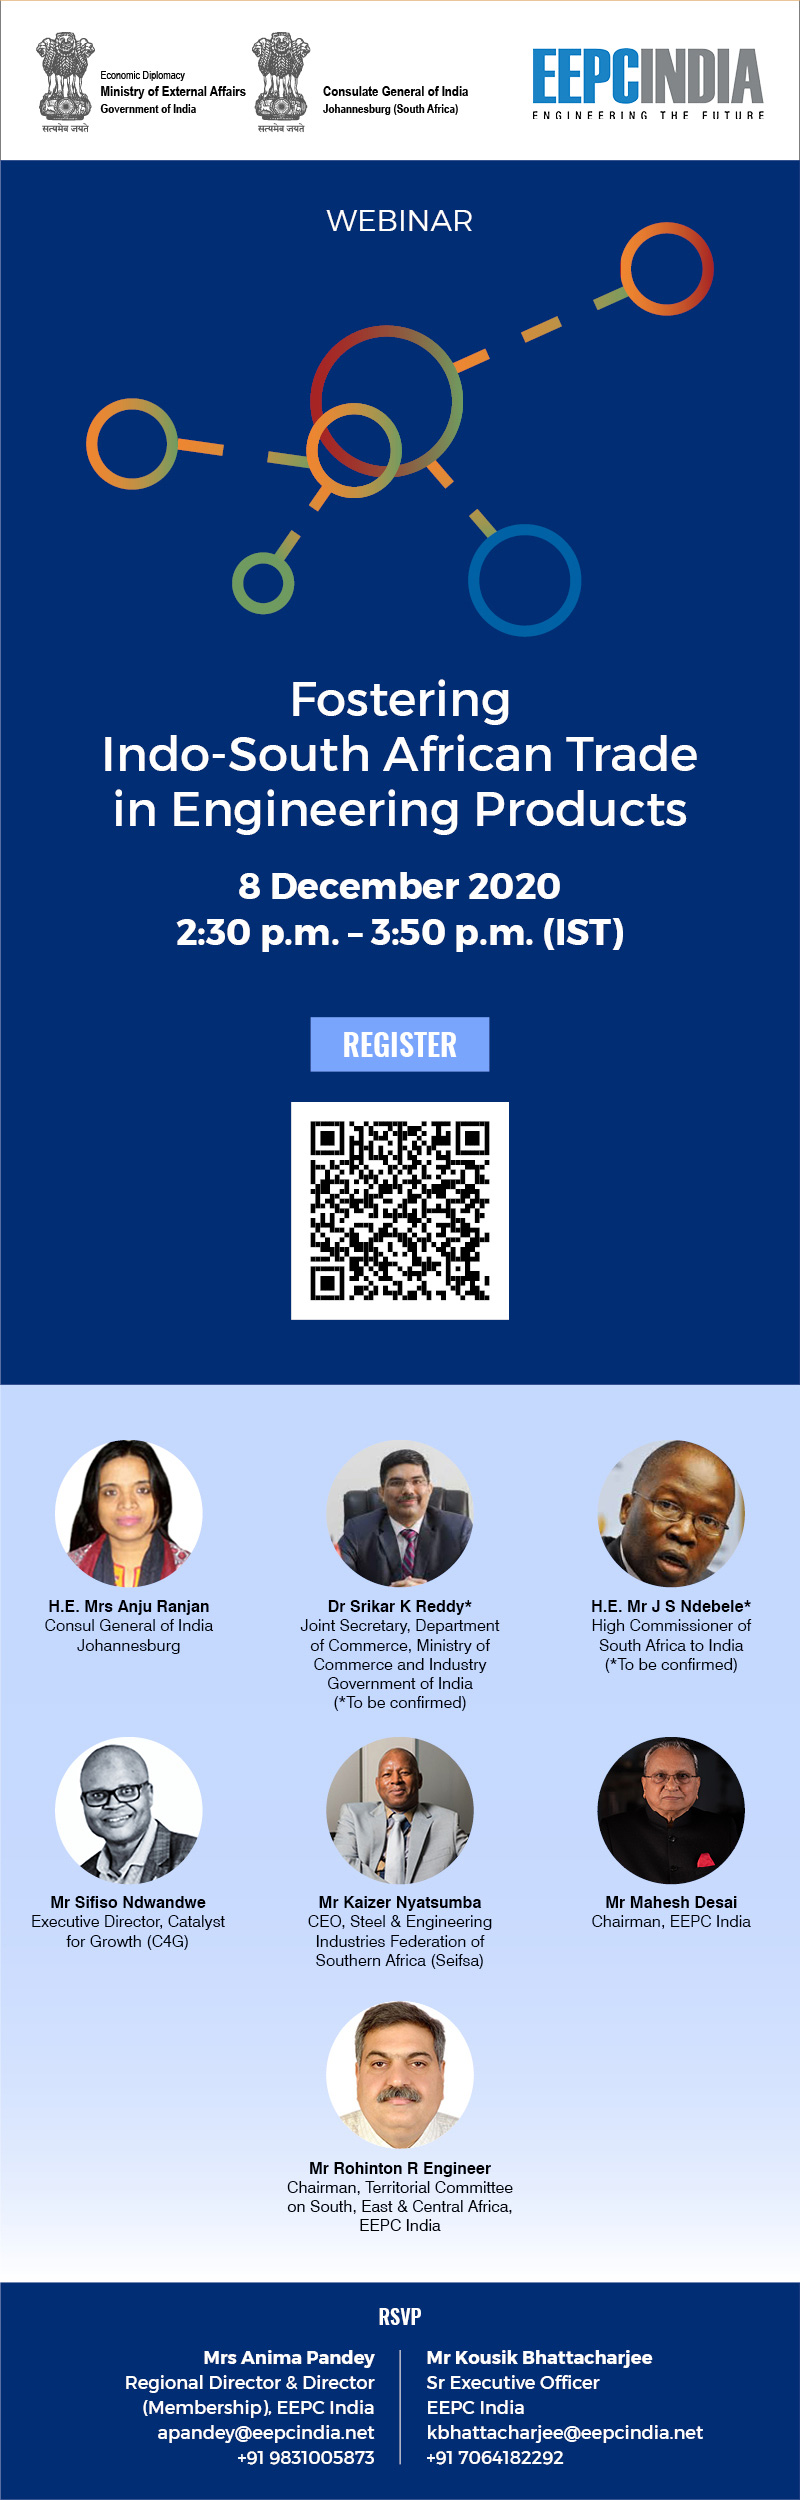 Economic Diplomacy
Ministry of External Affairs
Government of India
सत्यमेव जयते
Consulate General of India
Johannesburg (South Africa)
सत्यमेव जयते
EEPCINDIA
ENGINEERING THE FUTURE
WEBINAR
Fostering
Indo-South African Trade
in Engineering Products
8 December 2020
2:30 p.m. – 3:50 p.m. (IST)
REGISTER
H.E. Mrs Anju Ranjan
Consul General of India
Johannesburg
Dr Srikar K Reddy*
Joint Secretary, Department
of Commerce, Ministry of
Commerce and Industry
Government of India
(*To be confirmed)
H.E. Mr J S Ndebele*
High Commissioner of
South Africa to India
(*To be confirmed)
Mr Sifiso Ndwandwe
Executive Director, Catalyst
for Growth (C4G)
Mr Kaizer Nyatsumba
CEO, Steel & Engineering
Industries Federation of
Southern Africa (Seifsa)
Mr Mahesh Desai
Chairman, EEPC India
Mr Rohinton R Engineer
Chairman, Territorial Committee
on South, East & Central Africa,
EEPC India
RSVP
Mrs Anima Pandey
Regional Director & Director
(Membership), EEPC India
apandey@eepcindia.net
+91 9831005873
Mr Kousik Bhattacharjee
Sr Executive Officer
EEPC India
kbhattacharjee@eepcindia.net
+91 7064182292